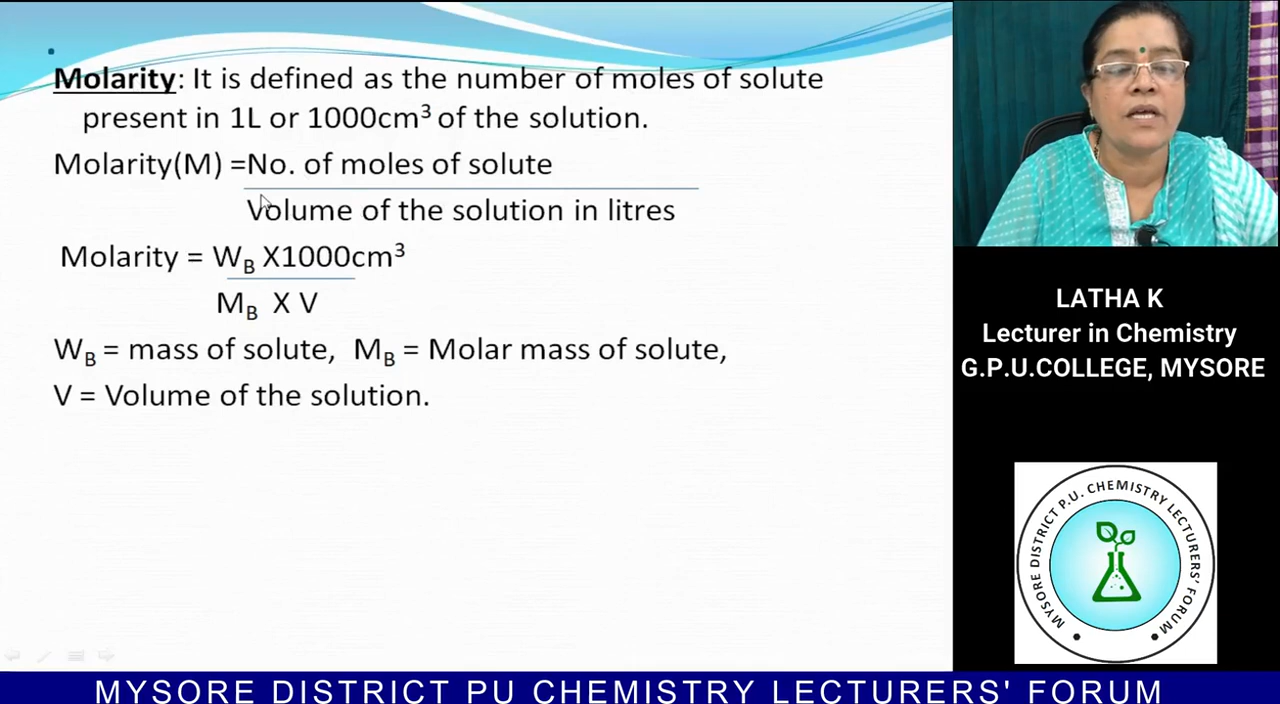 Molarity: It is defined as the number of moles of solute
present in 1L or 1000cm³ of the solution.
Molarity(M) =No. of moles of solute
Volume of the solution in litres
Molarity = W_B X1000cm³
M_B X V
W_B = mass of solute, M_B = Molar mass of solute,
V = Volume of the solution.
LATHA K
Lecturer in Chemistry
G.P.U.COLLEGE, MYSORE
MYSORE DISTRICT P.U. CHEMISTRY LECTURERS' FORUM
MYSORE DISTRICT PU CHEMISTRY LECTURERS' FORUM